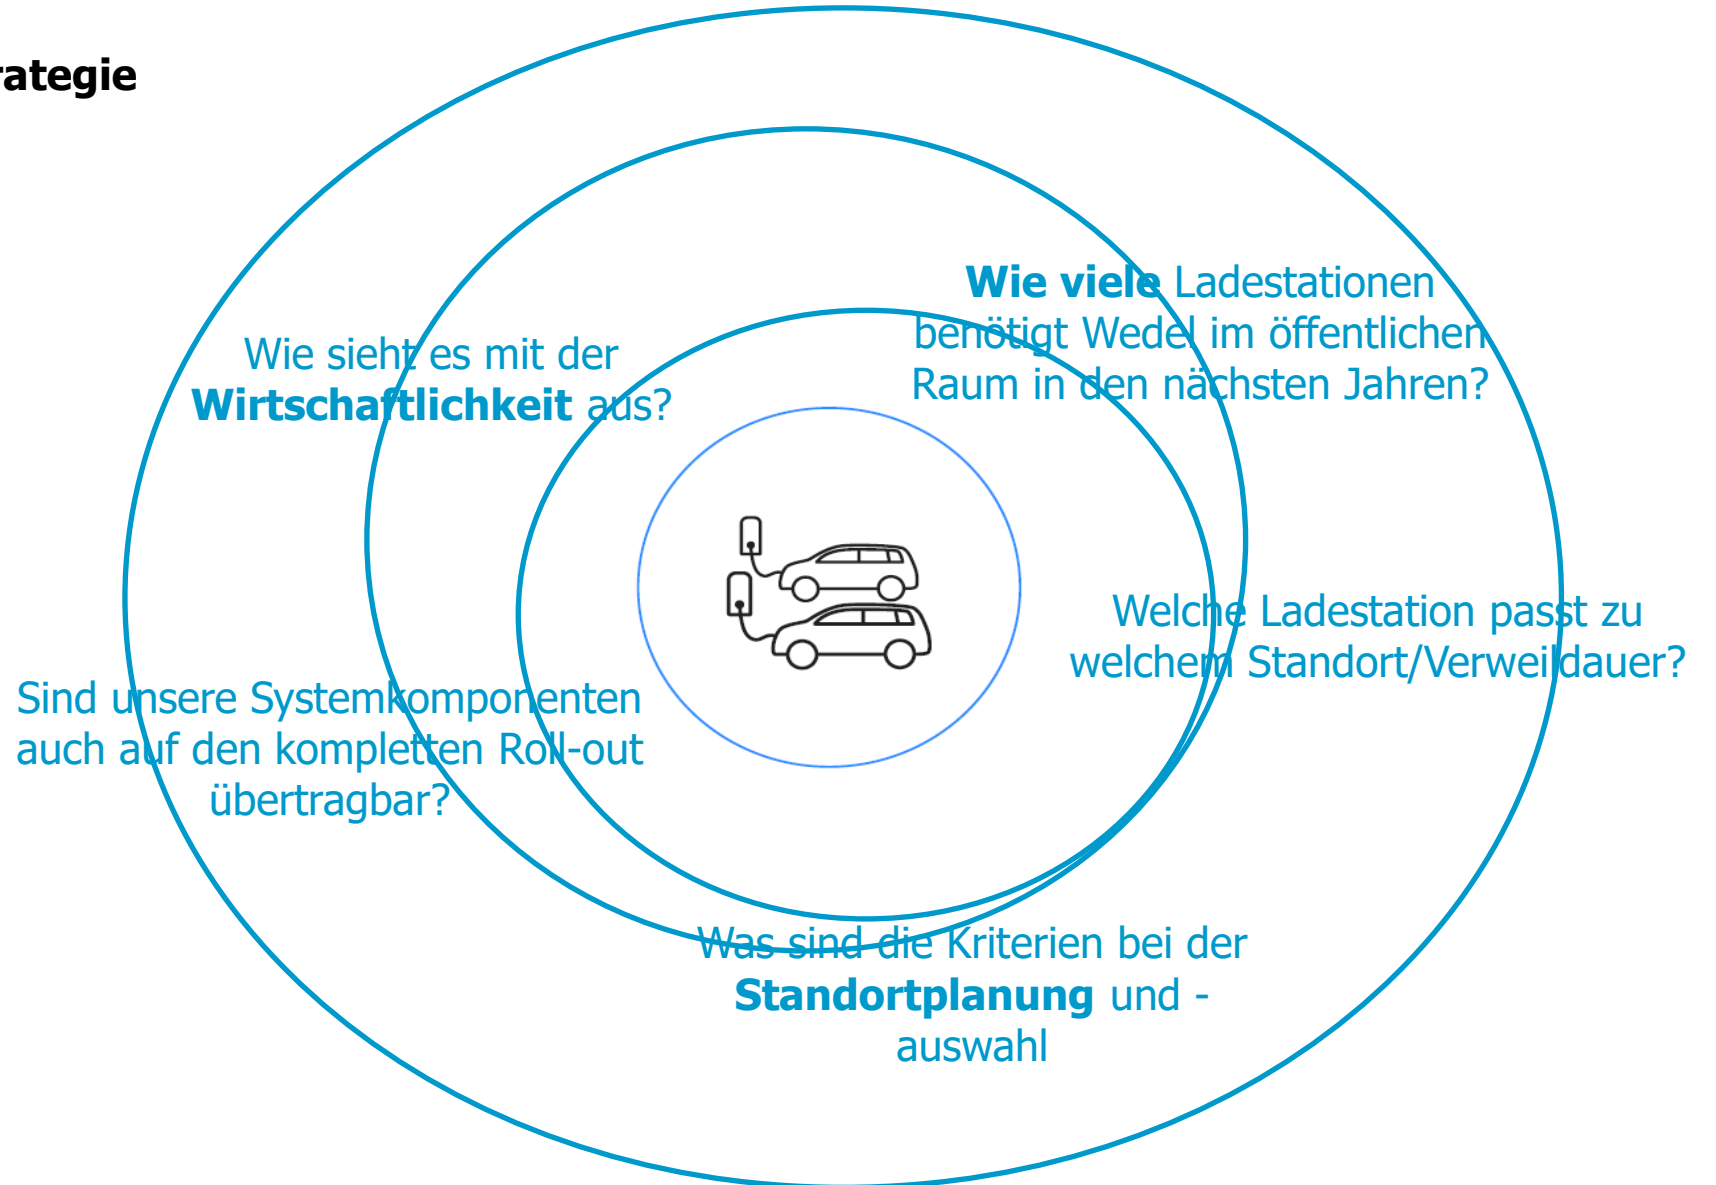 rategie
Wie viele Ladestationen
benötigt Wedel im öffentlichen
Raum in den nächsten Jahren?
Wie sieht es mit der
Wirtschaftlichkeit aus?
Welche Ladestation passt zu
welchem Standort/Verweildauer?
Sind unsere Systemkomponenten
auch auf den kompletten Roll-out
übertragbar?
Was sind die Kriterien bei der
Standortplanung und -
auswahl